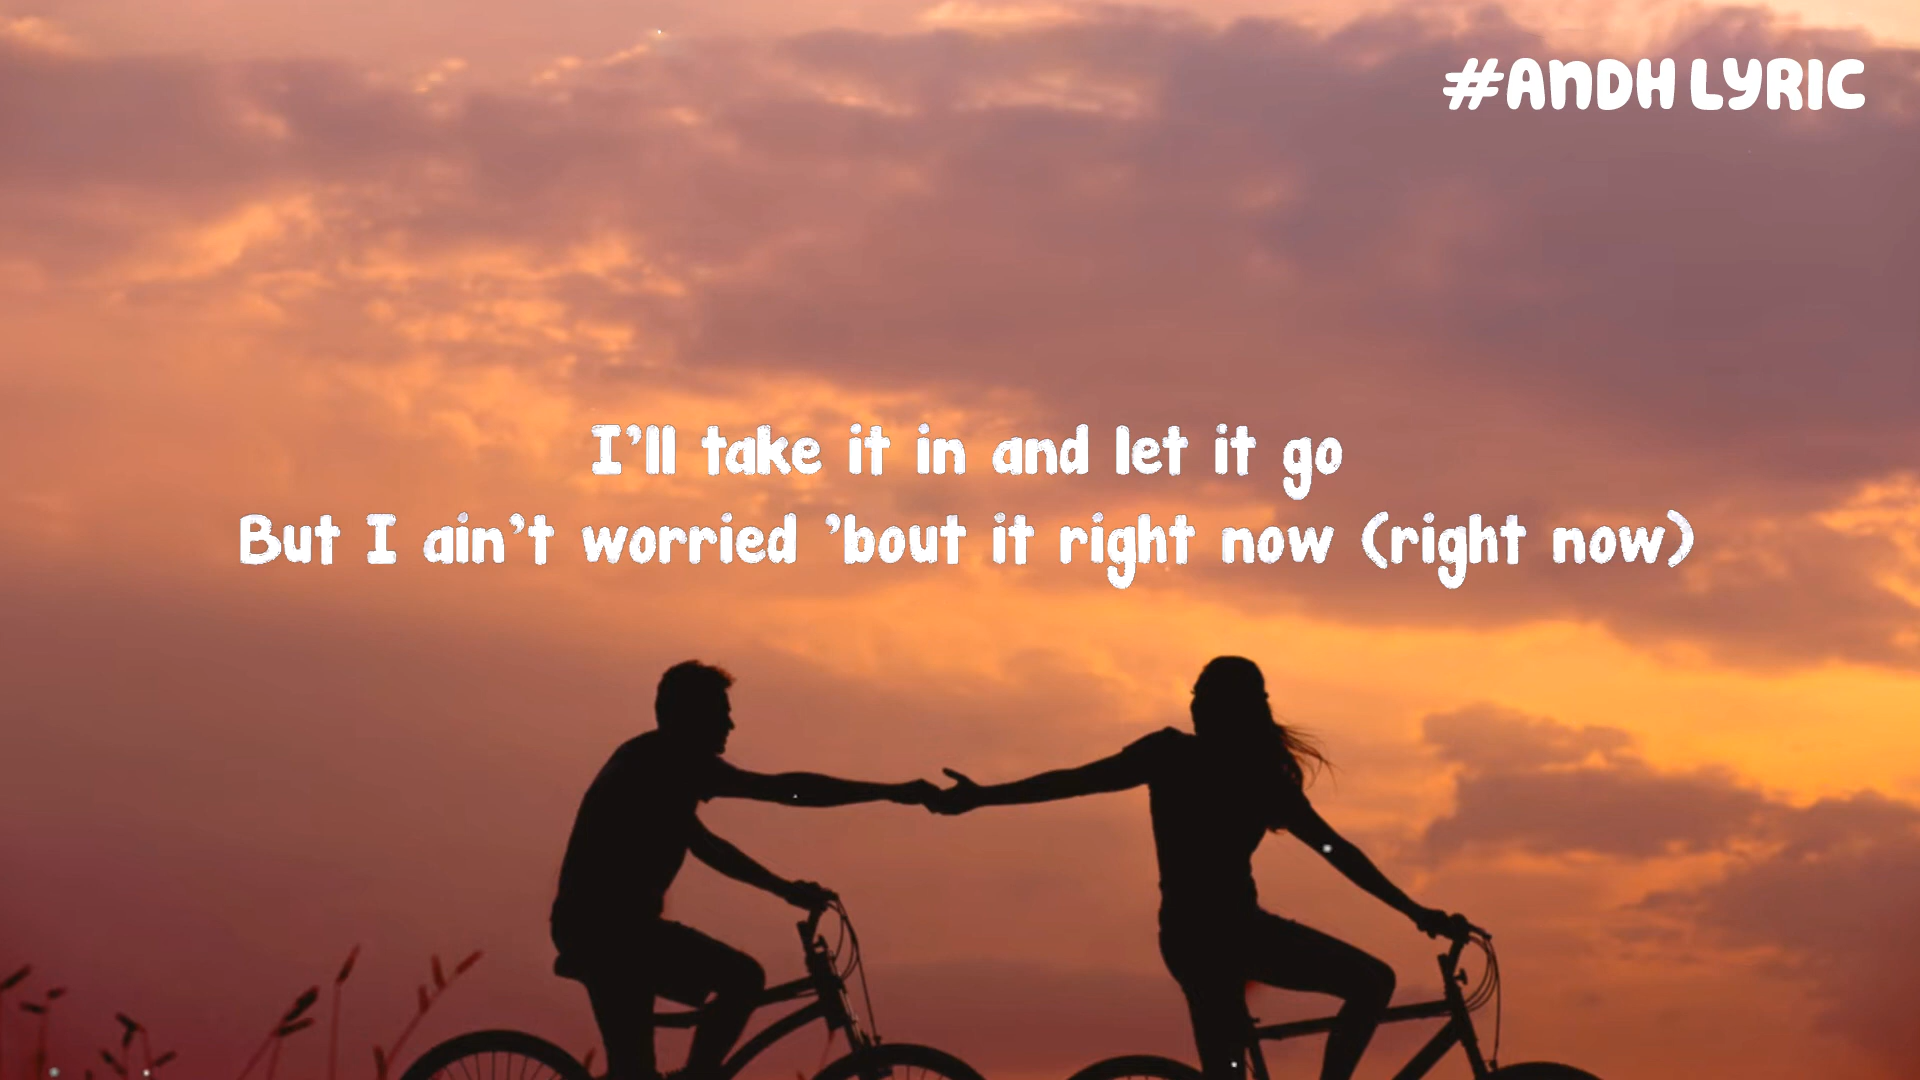 #ANDH LYRIC
I'll take it in and let it go
But I ain't worried 'bout it right now (right now)